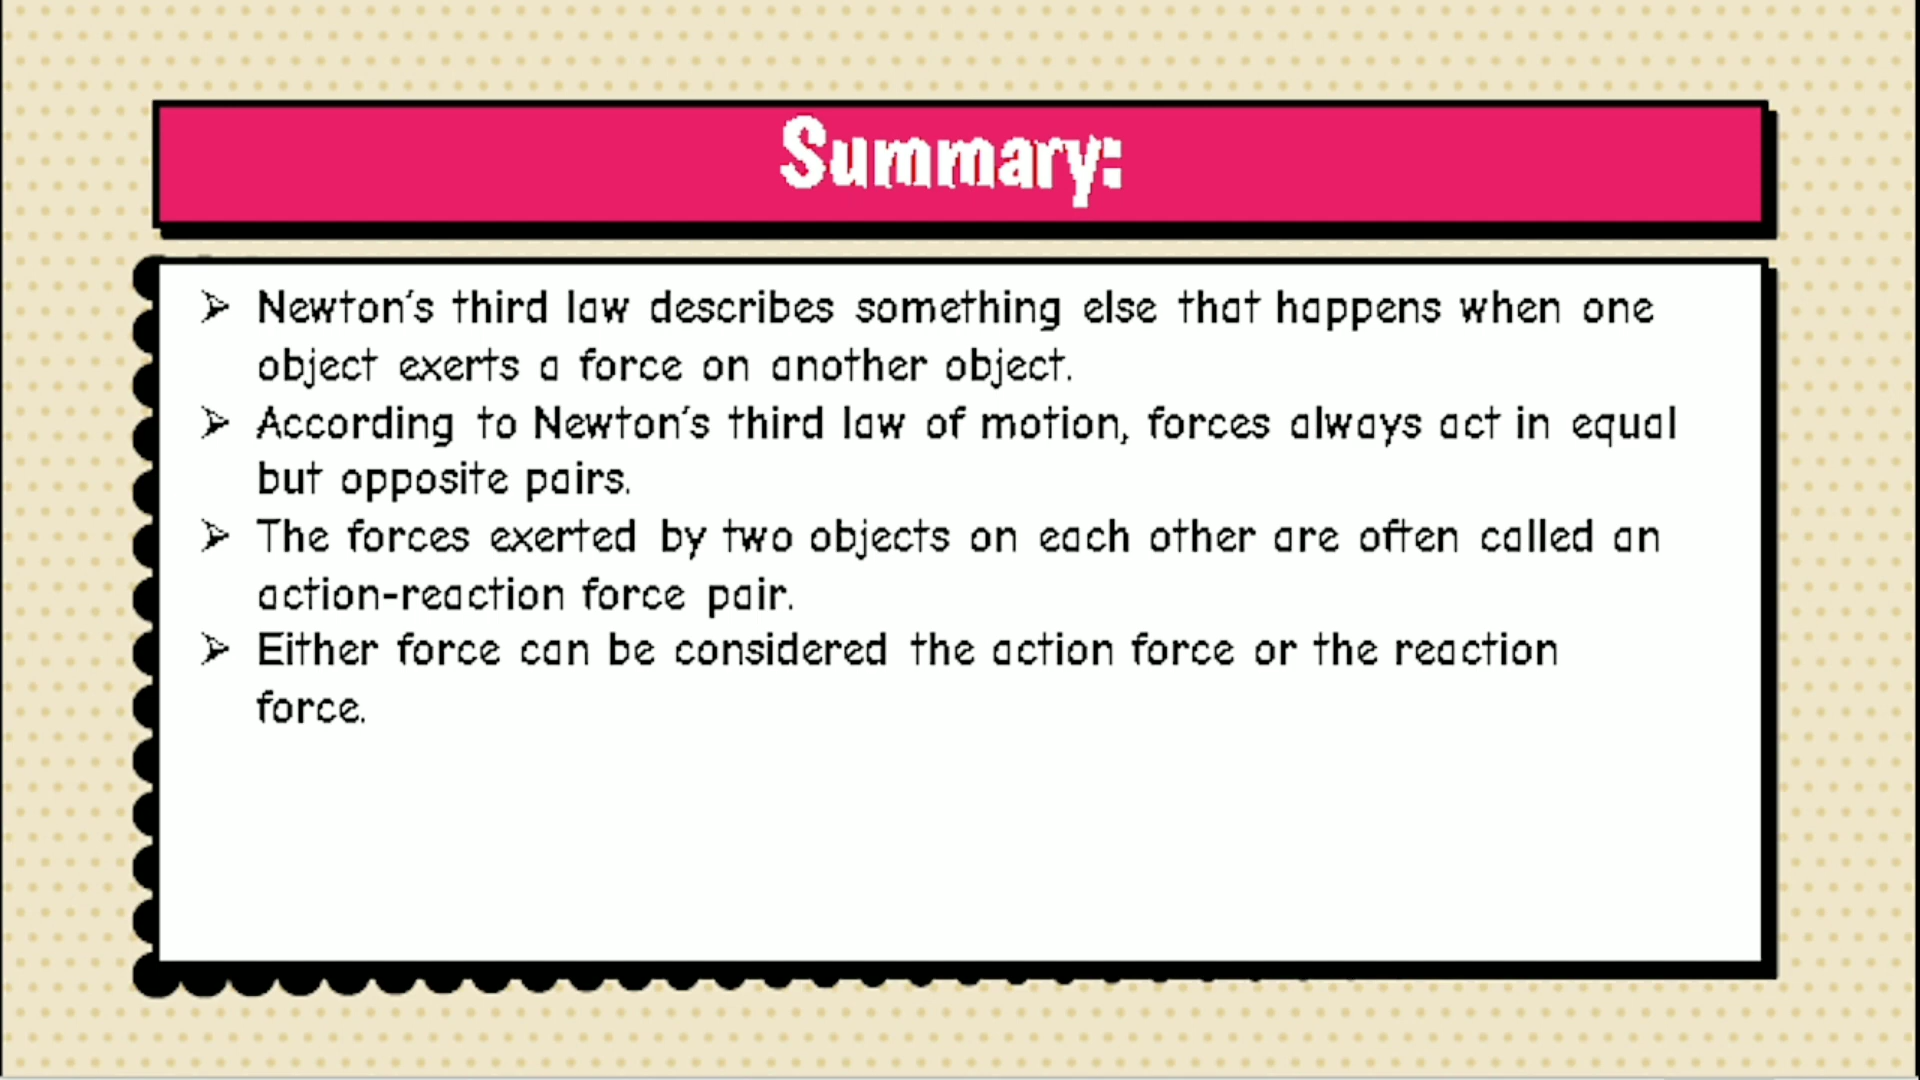 Summary:
➢ Newton's third law describes something else that happens when one
object exerts a force on another object.
➢ According to Newton's third law of motion, forces always act in equal
but opposite pairs.
➢ The forces exerted by two objects on each other are often called an
action-reaction force pair.
➢ Either force can be considered the action force or the reaction
force.